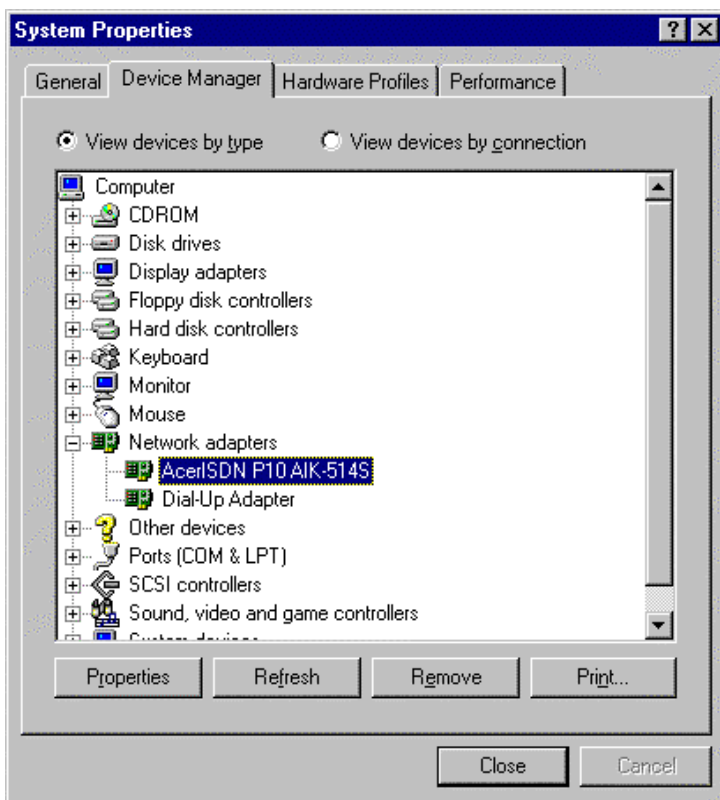 System Properties
General Device Manager Hardware Profiles Performance
View devices by type View devices by connection
Computer
CDROM
Disk drives
Display adapters
Floppy disk controllers
Hard disk controllers
Keyboard
Monitor
Mouse
Network adapters
AcerISDN P10 AIK-514S
Dial-Up Adapter
Other devices
Ports (COM & LPT)
SCSI controllers
Sound, video and game controllers
System devices
Properties Refresh Remove Print...
Close Cancel